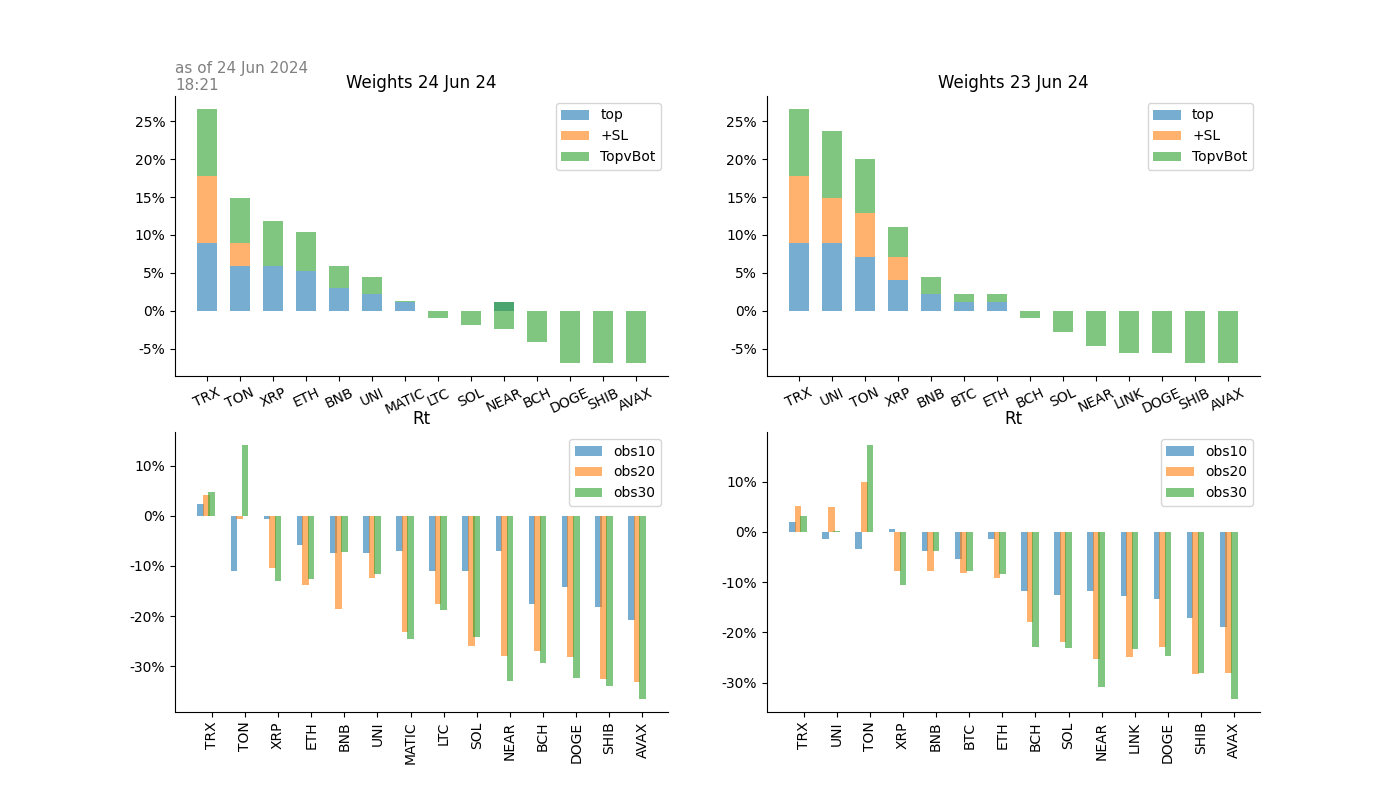 as of 24 Jun 2024
18:21
Weights 24 Jun 24
25%
20%
15%
10%
5%
0%
-5%
top
+SL
TopvBot
TRX TON XRP ETH BNB UNI MATIC LTC SOL NEAR BCH DOGE SHIB AVAX
Weights 23 Jun 24
25%
20%
15%
10%
5%
0%
-5%
top
+SL
TopvBot
TRX UNI TON XRP BNB BTC ETH BCH SOL NEAR LINK DOGE SHIB AVAX
Rt
10%
0%
-10%
-20%
-30%
obs10
obs20
obs30
TRX TON XRP ETH BNB UNI MATIC LTC SOL NEAR BCH DOGE SHIB AVAX
Rt
10%
0%
-10%
-20%
-30%
obs10
obs20
obs30
TRX UNI TON XRP BNB BTC ETH BCH SOL NEAR LINK DOGE SHIB AVAX